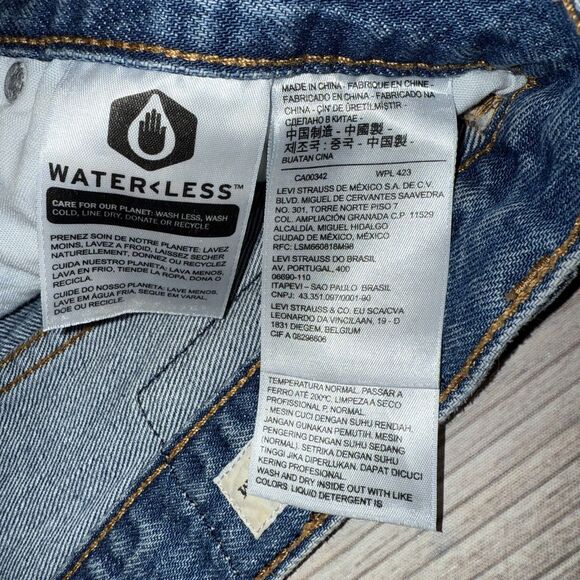 WATER<LESS™
CARE FOR OUR PLANET: WASH LESS, WASH
COLD, LINE DRY, DONATE OR RECYCLE
PRENEZ SOIN DE NOTRE PLANETE: LAVEZ
MOINS, LAVEZ A FROID, LAISSEZ SECHER
NATURELLEMENT, DONNEZ OU RECYCLEZ
CUIDA NUESTRO PLANETA: LAVA MENOS,
LAVA EN FRIO, TIENDE LA ROPA, DONA O
RECICLA.
CUIDE DO NOSSO PLANETA: LAVE MENOS,
LAVE EM ÁGUA FRIA, SEQUE EM VARAL,
DOE OU RECICLE.
MADE IN CHINA - FABRIQUE EN CHINE -
FABRICADO EN CHINA - FABRICADO NA
CHINA - ÇİN' DE ÜRETİLMİŞTİR -
СДЕЛАНО В КИТАЕ -
中国制造 - 中國製 -
제조국: 중국 - 中国製 -
BUATAN CINA
CA00342 WPL 423
LEVI STRAUSS DE MÉXICO S.A. DE C.V.
BLVD. MIGUEL DE CERVANTES SAAVEDRA
NO. 301, TORRE NORTE PISO 7
COL. AMPLIACIÓN GRANADA C.P. 11529
ALCALDÍA, MIGUEL HIDALGO
CIUDAD DE MÉXICO, MÉXICO
RFC: LSM660818M98
LEVI STRAUSS DO BRASIL
AV. PORTUGAL, 400
06690-110
ITAPEVI – SAO PAULO BRASIL
CNPJ: 43.351.097/0001-90
LEVI STRAUSS & CO. EU SCA/CVA
LEONARDO DA VINCILAAN, 19 - D
1831 DIEGEM, BELGIUM
CIF A 08298606
TEMPERATURA NORMAL. PASSAR A
FERRO ATÉ 200ºC. LIMPEZA A SECO
PROFISSIONAL P, NORMAL.
- MESIN CUCI DENGAN SUHU RENDAH.
JANGAN GUNAKAN PEMUTIH. MESIN
PENGERING DENGAN SUHU SEDANG
(NORMAL). SETRIKA DENGAN SUHU
TINGGI JIKA DIPERLUKAN. DAPAT DICUCI
KERING PROFESIONAL.
WASH AND DRY INSIDE OUT WITH LIKE
COLORS. LIQUID DETERGENT IS